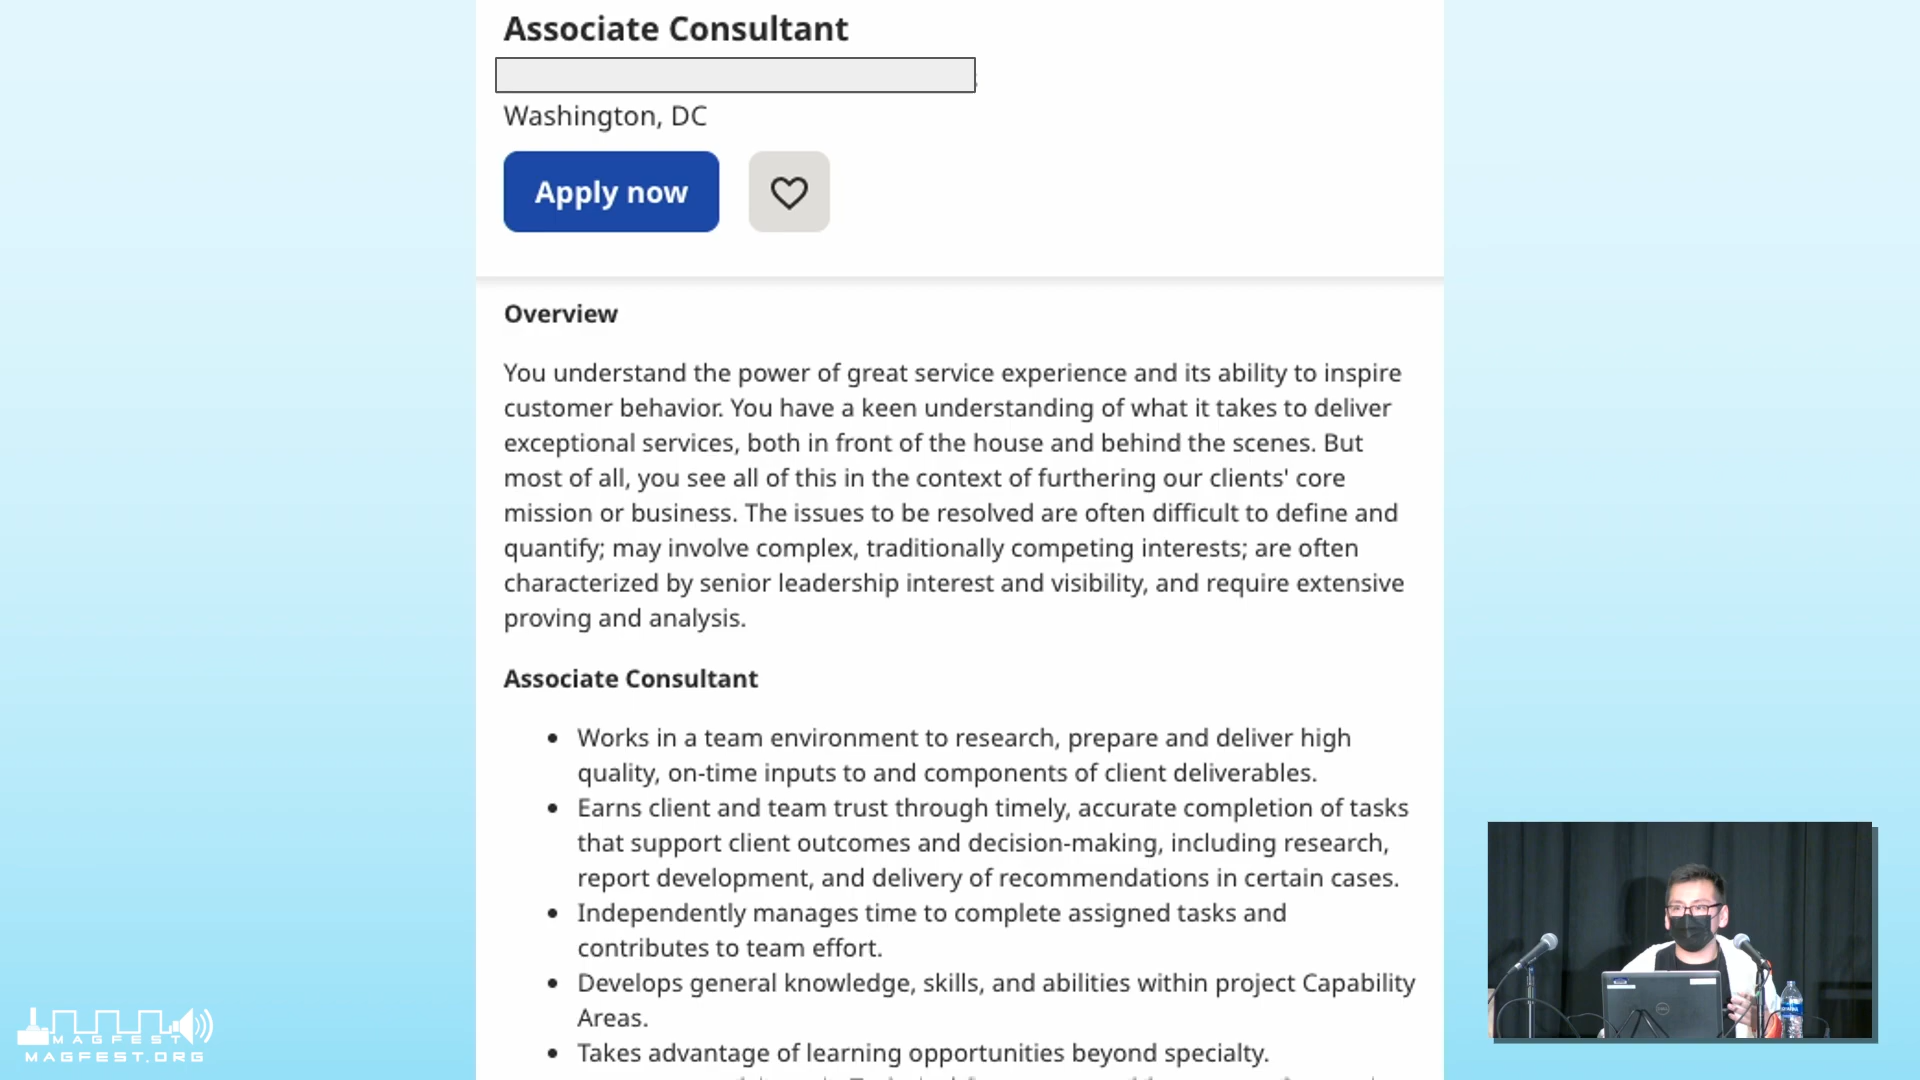 Associate Consultant
Washington, DC
Apply now
Overview
You understand the power of great service experience and its ability to inspire
customer behavior. You have a keen understanding of what it takes to deliver
exceptional services, both in front of the house and behind the scenes. But
most of all, you see all of this in the context of furthering our clients' core
mission or business. The issues to be resolved are often difficult to define and
quantify; may involve complex, traditionally competing interests; are often
characterized by senior leadership interest and visibility, and require extensive
proving and analysis.
Associate Consultant
• Works in a team environment to research, prepare and deliver high
quality, on-time inputs to and components of client deliverables.
• Earns client and team trust through timely, accurate completion of tasks
that support client outcomes and decision-making, including research,
report development, and delivery of recommendations in certain cases.
• Independently manages time to complete assigned tasks and
contributes to team effort.
• Develops general knowledge, skills, and abilities within project Capability
Areas.
• Takes advantage of learning opportunities beyond specialty.
MAGFEST
MAGFEST.ORG